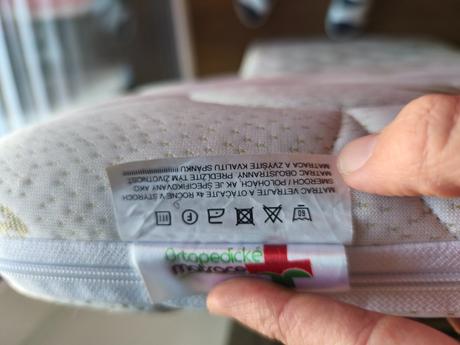 60
MATRAC VETRAJTE A OTÁČAJTE 4x ROČNE V ŠTYROCH
SMEROCH / POLOHÁCH, AK JE ŠPECIFIKOVANÝ AKO
MATRAC OBOJSTRANNÝ. PREDĹŽITE TÝM ŽIVOTNOSŤ
MATRACA A ZVÝŠITE KVALITU SPÁNKU
Ortopedické
matrace